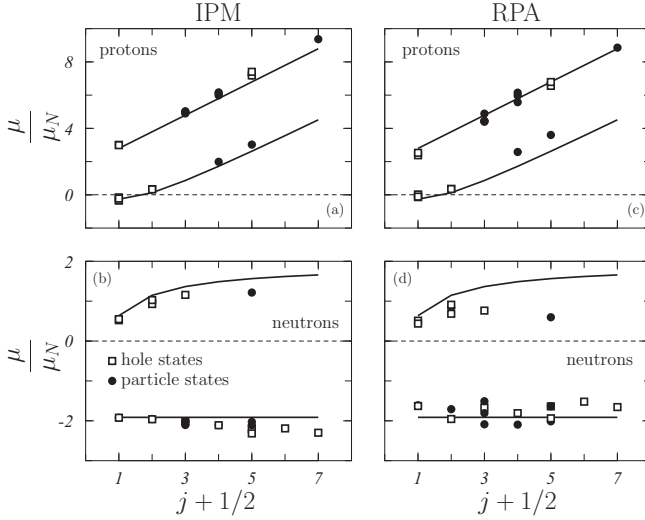 IPM
RPA
protons
protons
8
4
0
μ
μN
(a)
(c)
(b)
(d)
2
0
-2
μ
μN
neutrons
neutrons
hole states
particle states
1 3 5 7
1 3 5 7
j + 1/2
j + 1/2